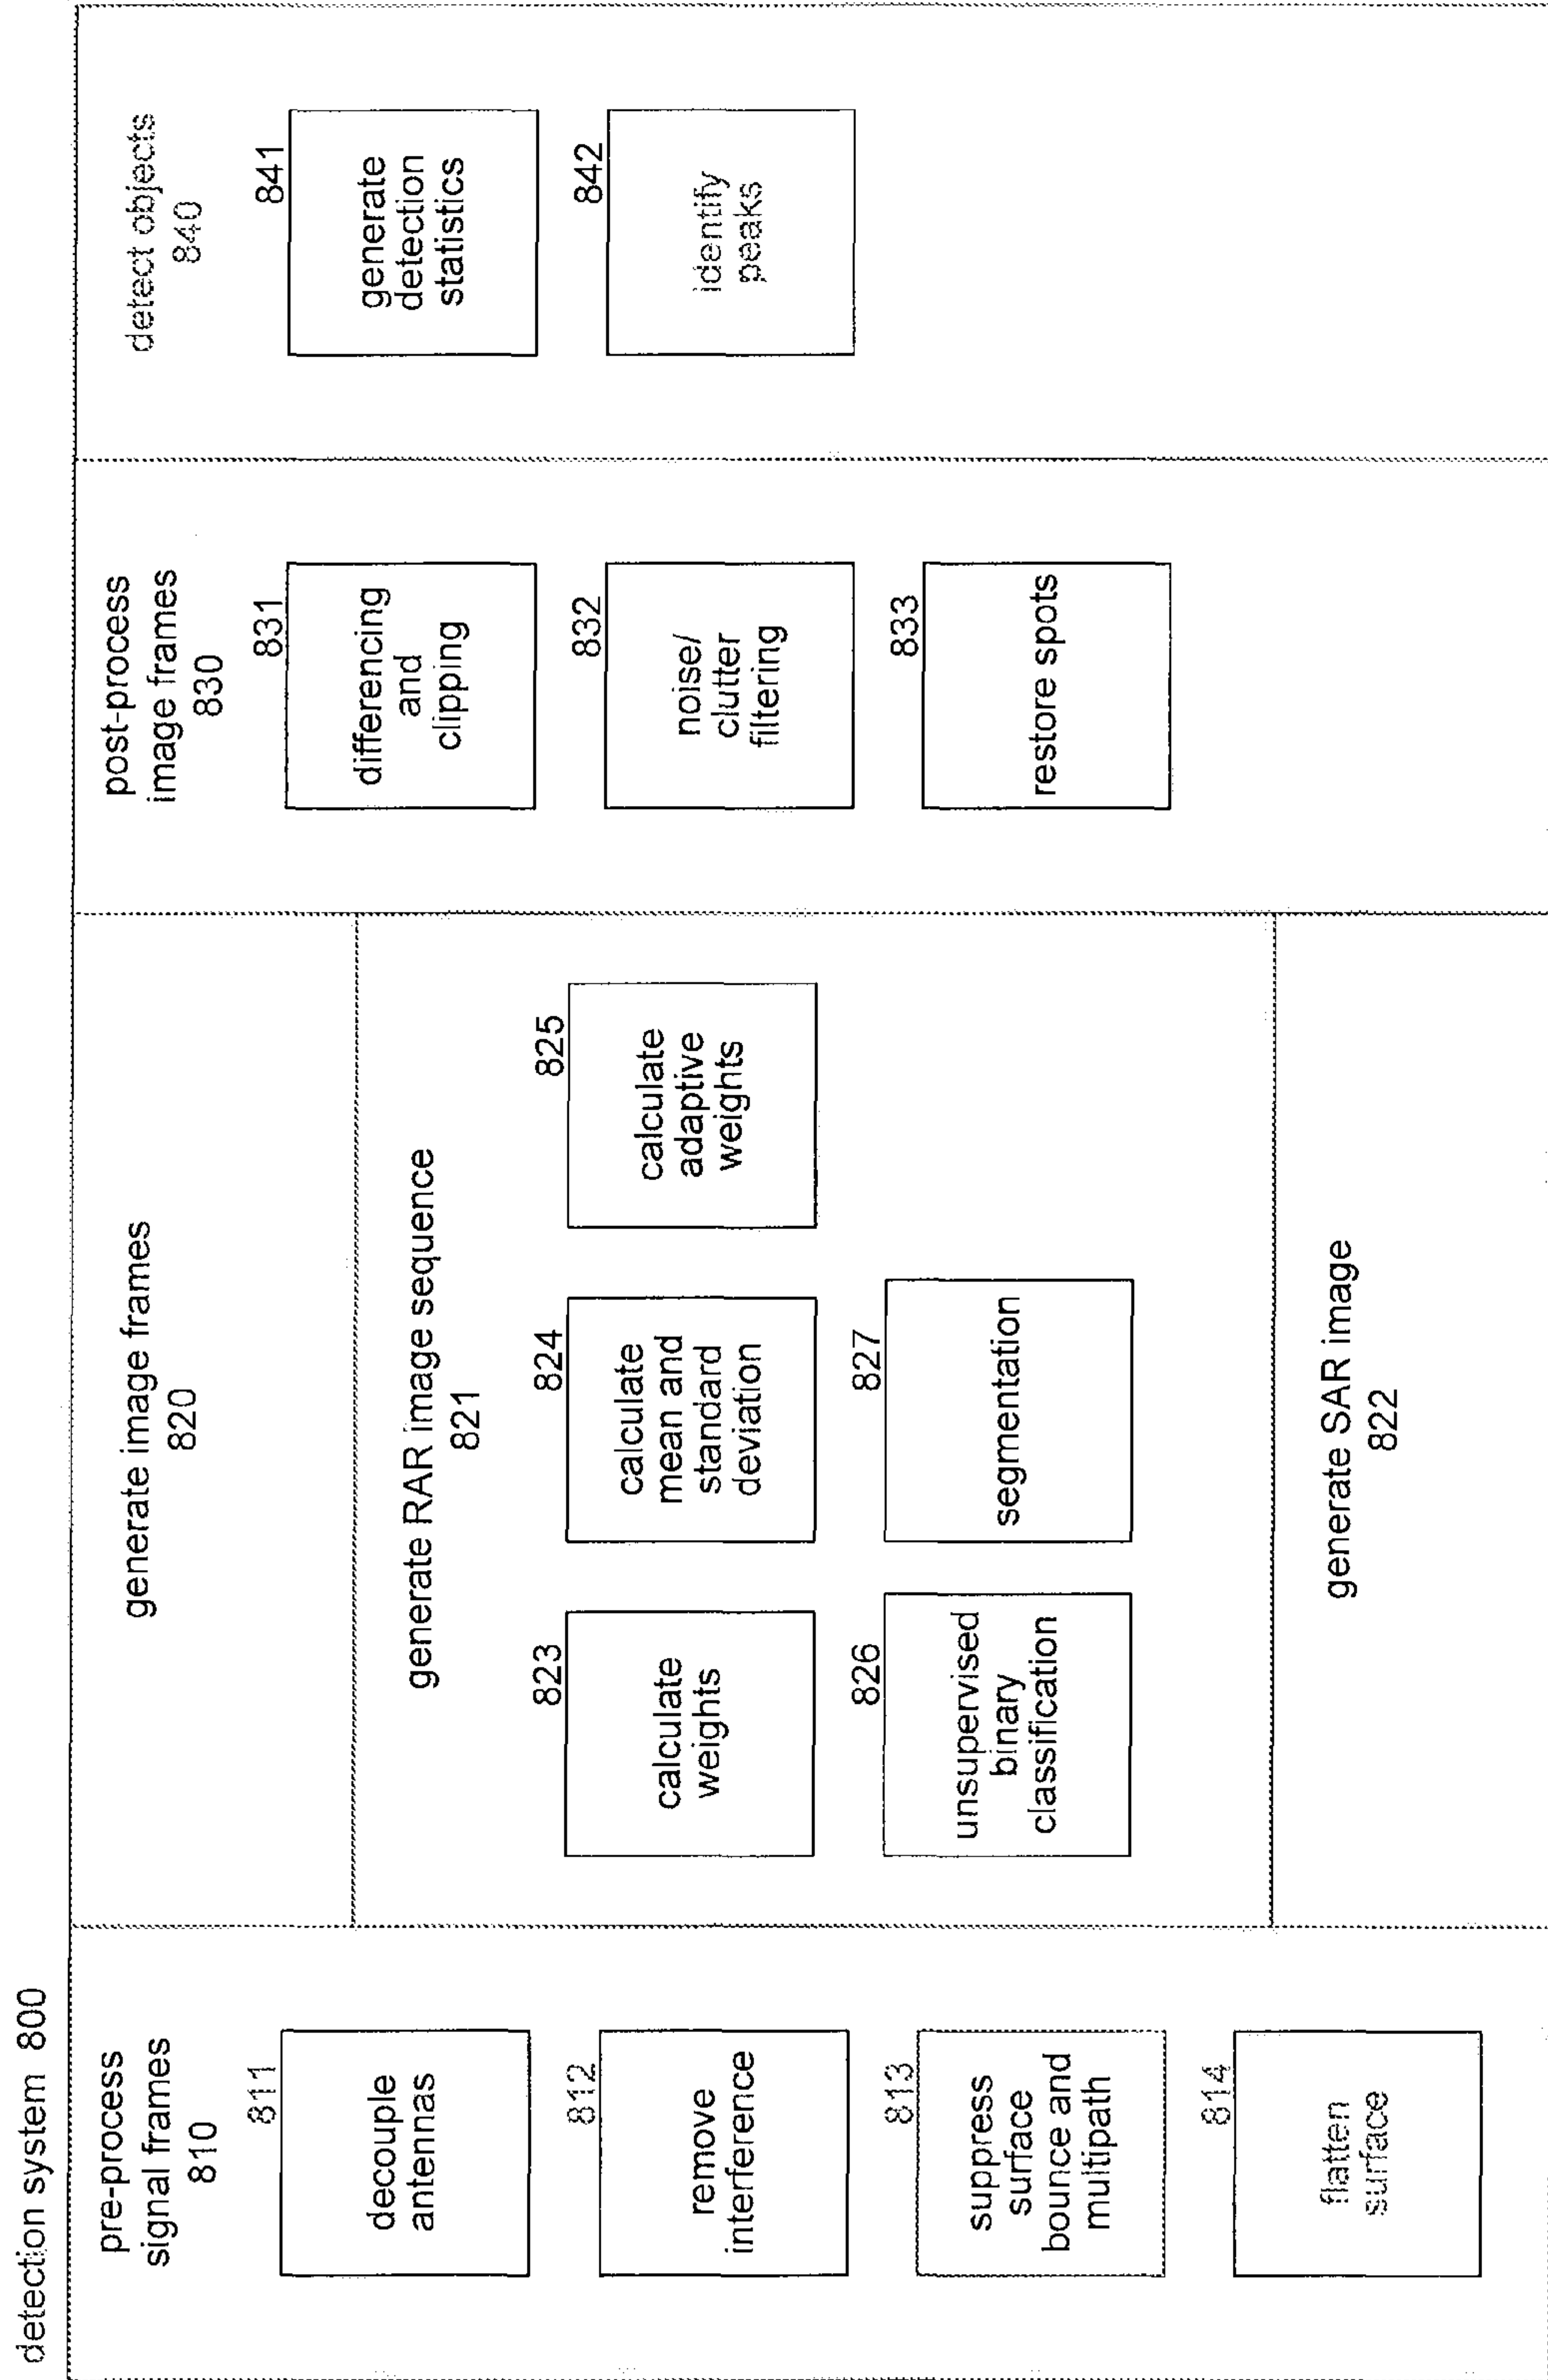 detection system 800
pre-process
signal frames
810
811
decouple
antennas
812
remove
interference
813
suppress
surface
bounce and
multipath
814
flatten
surface
generate image frames
820
generate RAR image sequence
821
823
calculate
weights
824
calculate
mean and
standard
deviation
825
calculate
adaptive
weights
826
unsupervised
binary
classification
827
segmentation
generate SAR image
822
post-process
image frames
830
831
differencing
and
clipping
832
noise/
clutter
filtering
833
restore spots
detect objects
840
841
generate
detection
statistics
842
identify
peaks